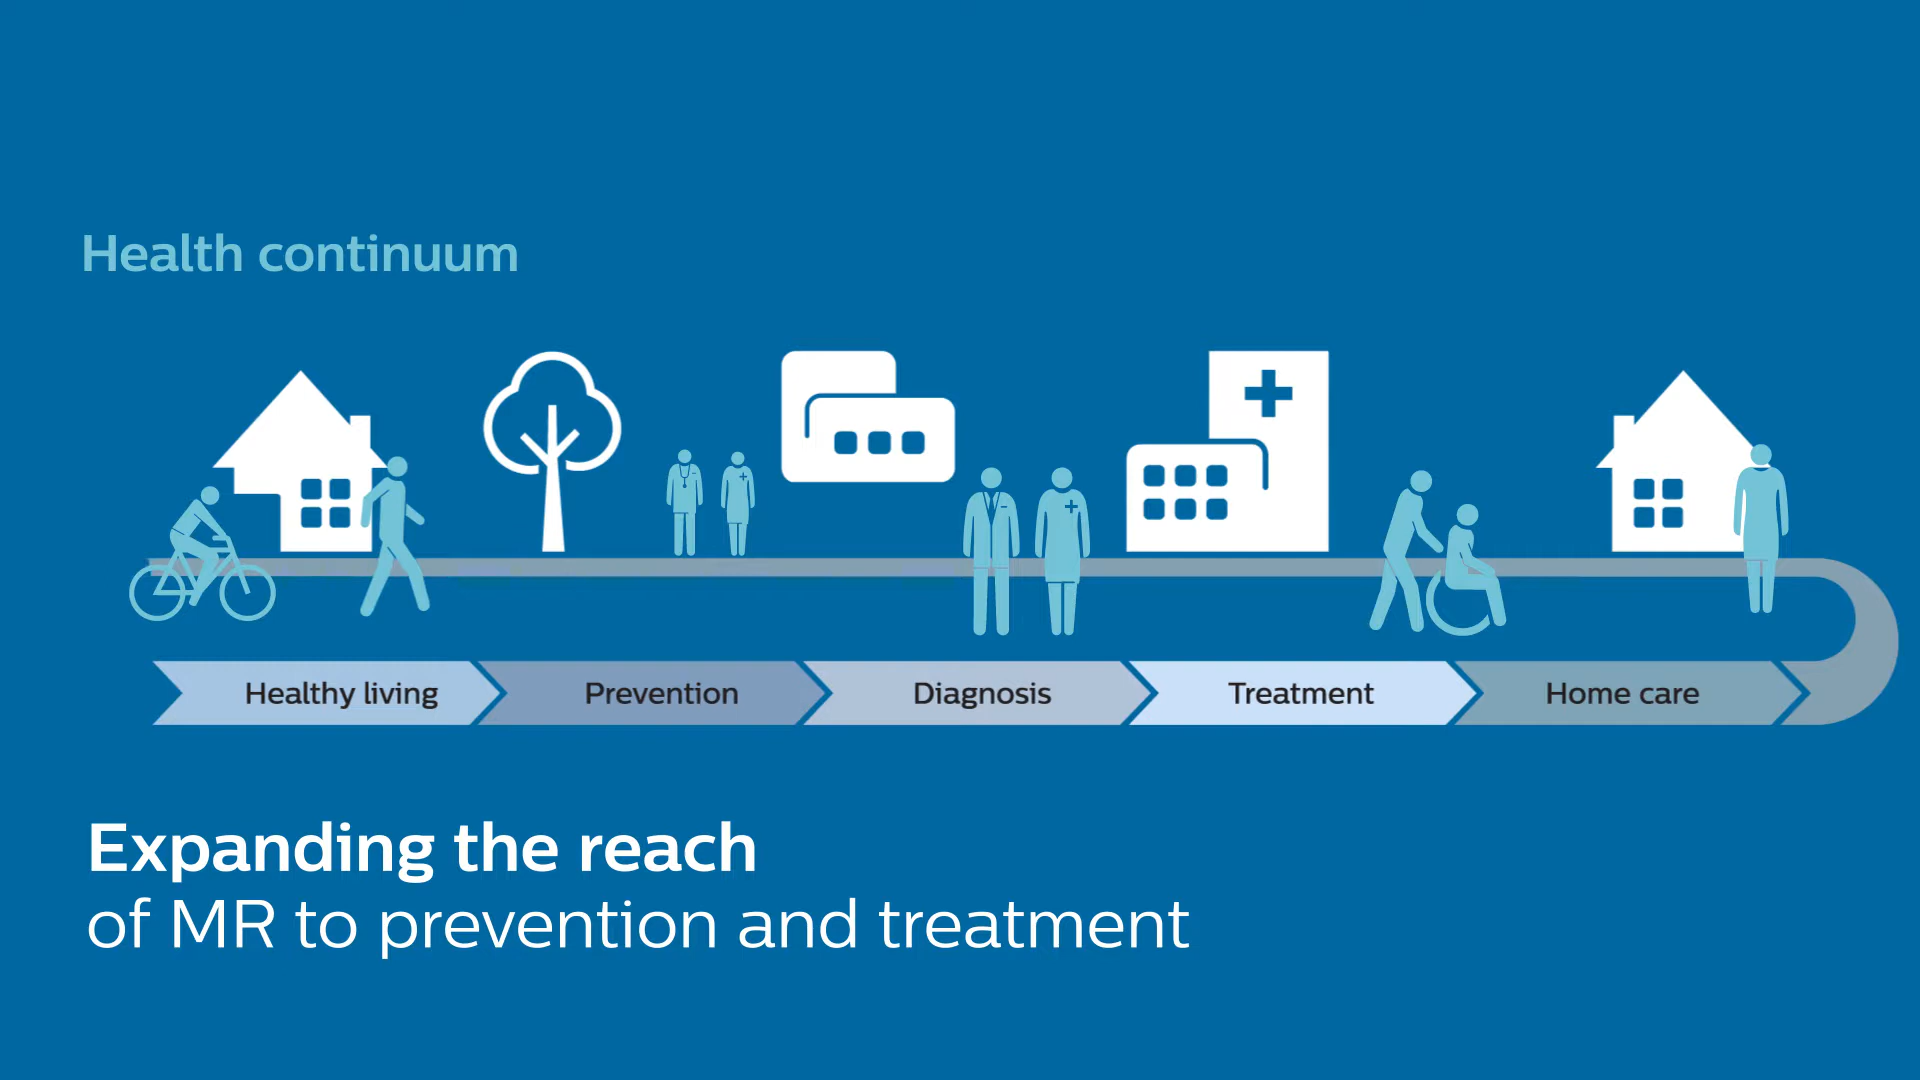 Health continuum
Healthy living
Prevention
Diagnosis
Treatment
Home care
Expanding the reach
of MR to prevention and treatment